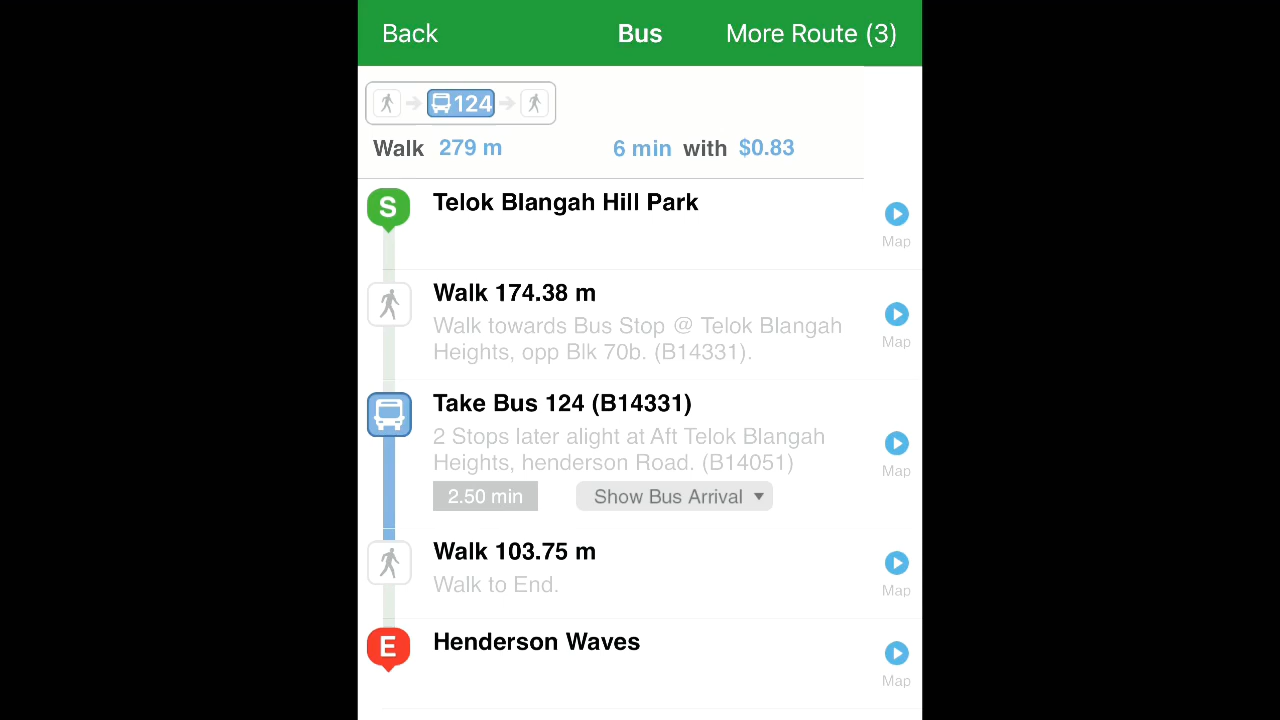 Back Bus More Route (3)
124
Walk 279 m 6 min with $0.83
S Telok Blangah Hill Park
Map
Walk 174.38 m
Walk towards Bus Stop @ Telok Blangah
Heights, opp Blk 70b. (B14331).
Map
Take Bus 124 (B14331)
2 Stops later alight at Aft Telok Blangah
Heights, henderson Road. (B14051)
Map
2.50 min Show Bus Arrival
Walk 103.75 m
Walk to End.
Map
E Henderson Waves
Map